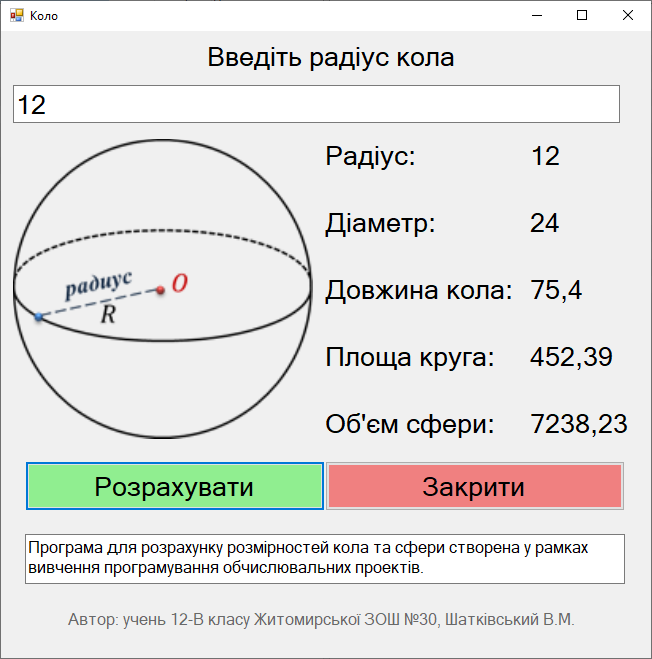 Коло
Введіть радіус кола
12
Радіус: 12
Діаметр: 24
Довжина кола: 75,4
радиус O
R
Площа круга: 452,39
Об'єм сфери: 7238,23
Розрахувати Закрити
Програма для розрахунку розмірностей кола та сфери створена у рамках
вивчення програмування обчислювальних проектів.
Автор: учень 12-В класу Житомирської ЗОШ №30, Шатківський В.М.